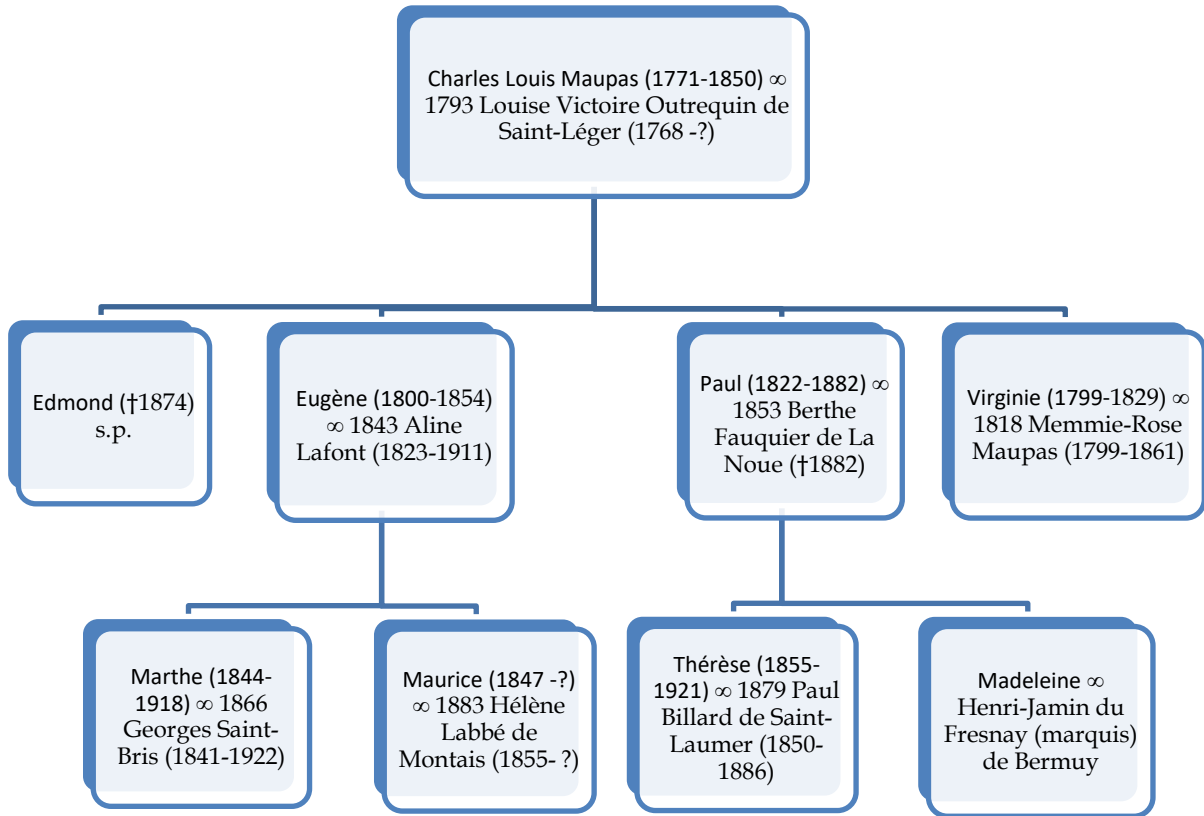 Charles Louis Maupas (1771-1850) ∞
1793 Louise Victoire Outrequin de
Saint-Léger (1768 -?)
Edmond (†1874)
s.p.
Eugène (1800-1854)
∞ 1843 Aline
Lafont (1823-1911)
Paul (1822-1882) ∞
1853 Berthe
Fauquier de La
Noue (†1882)
Virginie (1799-1829) ∞
1818 Memmie-Rose
Maupas (1799-1861)
Marthe (1844-
1918) ∞ 1866
Georges Saint-
Bris (1841-1922)
Maurice (1847 -?)
∞ 1883 Hélène
Labbé de
Montais (1855- ?)
Thérèse (1855-
1921) ∞ 1879 Paul
Billard de Saint-
Laumer (1850-
1886)
Madeleine ∞
Henri-Jamin du
Fresnay (marquis)
de Bermuy